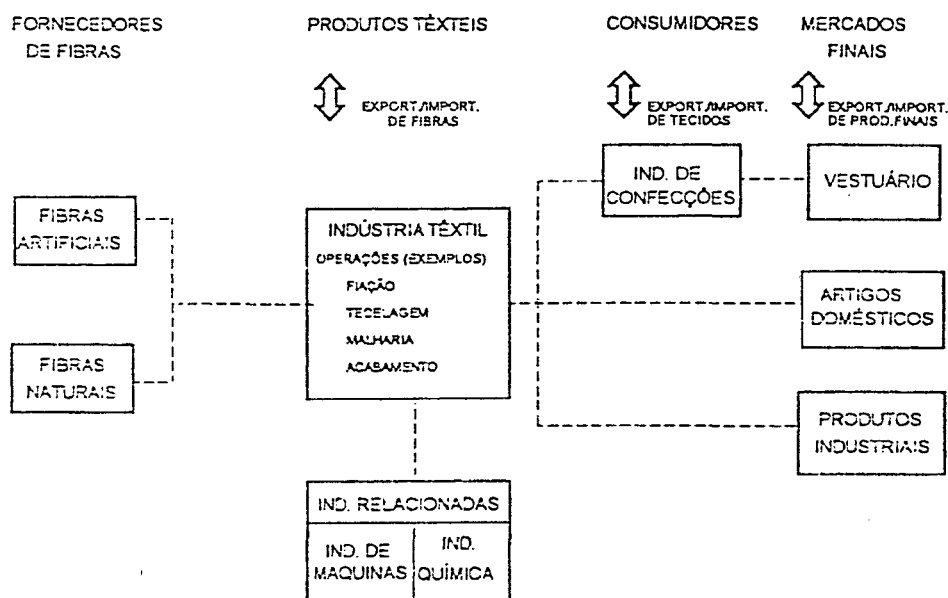 FORNECEDORES
DE FIBRAS
PRODUTOS TÊXTEIS
CONSUMIDORES
MERCADOS
FINAIS
EXPORT./IMPORT.
DE FIBRAS
EXPORT./IMPORT.
DE TECIDOS
EXPORT./IMPORT.
DE PROD.FINAIS
FIBRAS
ARTIFICIAIS
FIBRAS
NATURAIS
INDÚSTRIA TÊXTIL
OPERAÇÕES (EXEMPLOS)
FIAÇÃO
TECELAGEM
MALHARIA
ACABAMENTO
IND. RELACIONADAS
IND. DE
MAQUINAS
IND.
QUÍMICA
IND. DE
CONFECÇÕES
VESTUÁRIO
ARTIGOS
DOMÉSTICOS
PRODUTOS
INDUSTRIAIS